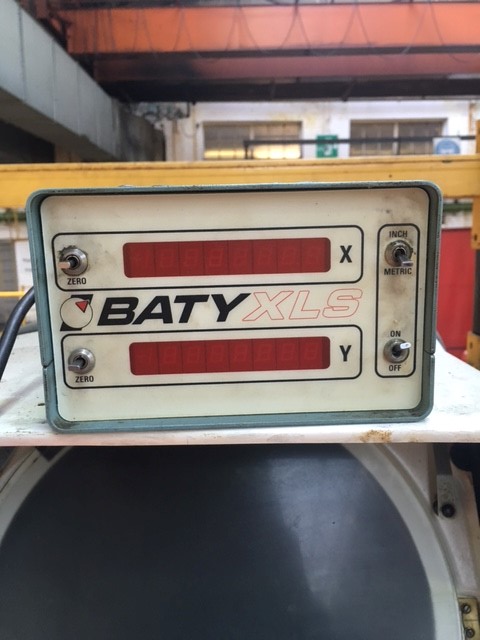 X
ZERO
BATY XLS
Y
ZERO
INCH
METRIC
ON
OFF